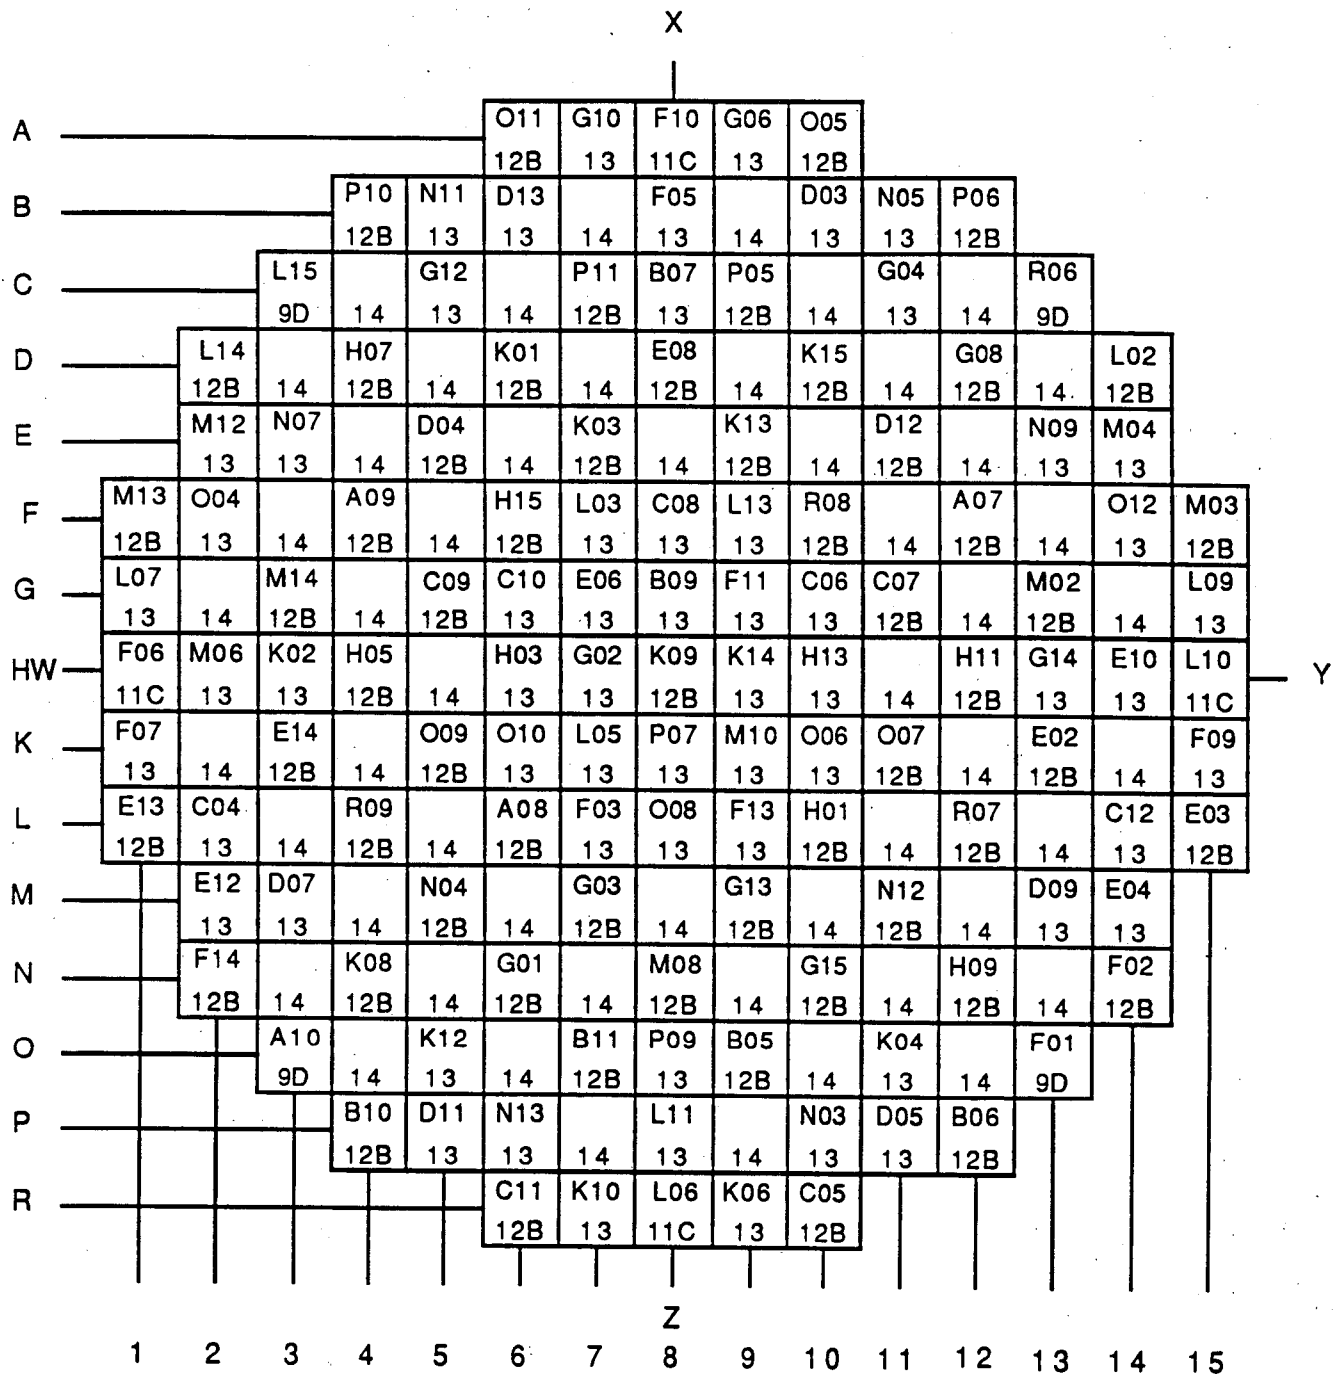 X
A O11 G10 F10 G06 O05
12B 13 11C 13 12B
B P10 N11 D13 F05 D03 N05 P06
12B 13 13 14 13 14 13 13 12B
C L15 G12 P11 B07 P05 G04 R06
9D 14 13 14 12B 13 12B 14 13 14 9D
D L14 H07 K01 E08 K15 G08 L02
12B 14 12B 14 12B 14 12B 14 12B 14 12B 14. 12B
E M12 N07 D04 K03 K13 D12 N09 M04
13 13 14 12B 14 12B 14 12B 14 12B 14 13 13
F M13 O04 A09 H15 L03 C08 L13 R08 A07 O12 M03
12B 13 14 12B 14 12B 13 13 13 12B 14 12B 14 13 12B
G L07 M14 C09 C10 E06 B09 F11 C06 C07 M02 L09
13 14 12B 14 12B 13 13 13 13 13 12B 14 12B 14 13
HW F06 M06 K02 H05 H03 G02 K09 K14 H13 H11 G14 E10 L10 Y
11C 13 13 12B 14 13 13 12B 13 13 14 12B 13 13 11C
K F07 E14 O09 O10 L05 P07 M10 O06 O07 E02 F09
13 14 12B 14 12B 13 13 13 13 13 12B 14 12B 14 13
L E13 C04 R09 A08 F03 O08 F13 H01 R07 C12 E03
12B 13 14 12B 14 12B 13 13 13 12B 14 12B 14 13 12B
M E12 D07 N04 G03 G13 N12 D09 E04
13 13 14 12B 14 12B 14 12B 14 12B 14 13 13
N F14 K08 G01 M08 G15 H09 F02
12B 14 12B 14 12B 14 12B 14 12B 14 12B 14 12B
O A10 K12 B11 P09 B05 K04 F01
9D 14 13 14 12B 13 12B 14 13 14 9D
P B10 D11 N13 L11 N03 D05 B06
12B 13 13 14 13 14 13 13 12B
R C11 K10 L06 K06 C05
12B 13 11C 13 12B
Z
1 2 3 4 5 6 7 8 9 10 11 12 13 14 15